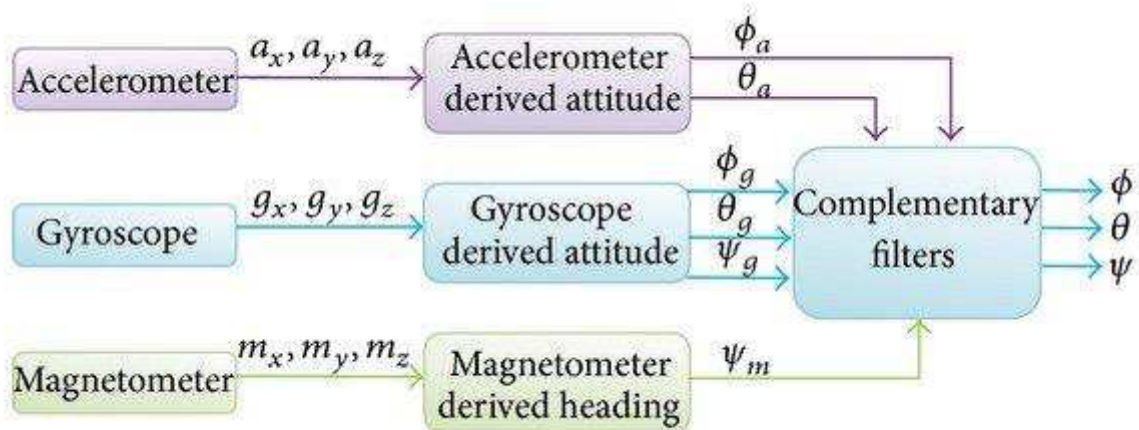 a_x, a_y, a_z
Accelerometer
Accelerometer
derived attitude
ϕ_a
θ_a
g_x, g_y, g_z
Gyroscope
Gyroscope
derived attitude
ϕ_g
θ_g
ψ_g
Complementary
filters
ϕ
θ
ψ
m_x, m_y, m_z
Magnetometer
Magnetometer
derived heading
ψ_m